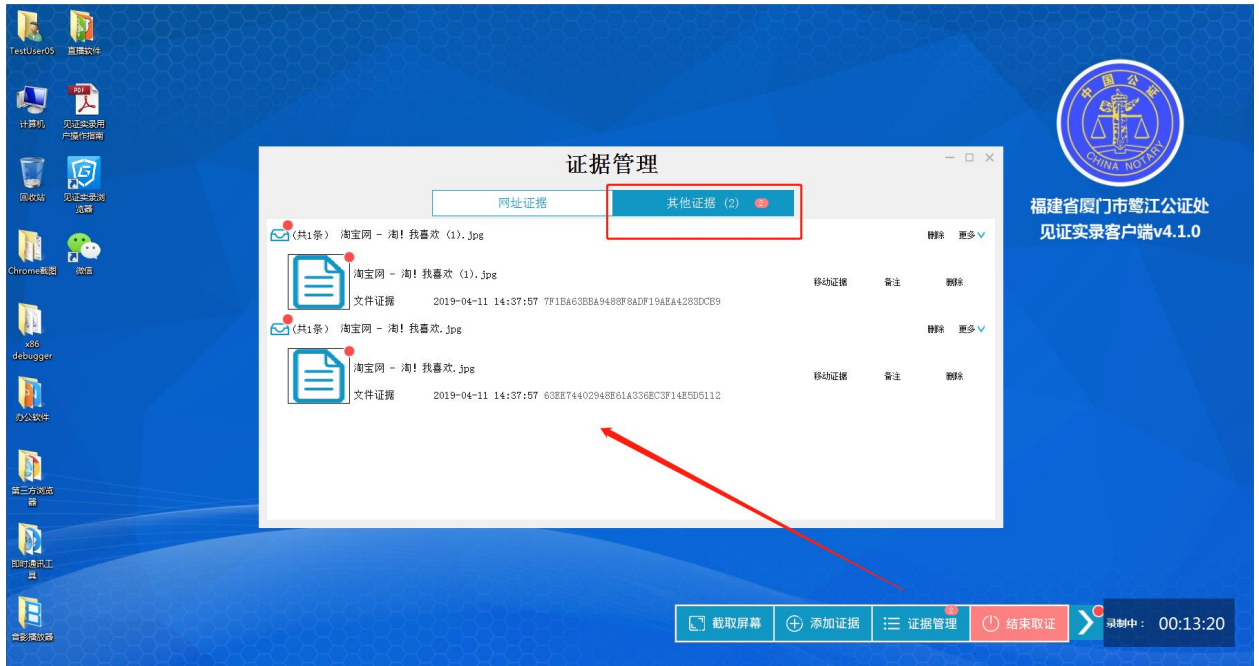 TestUser05
直播软件
计算机
PDF
见证实录用
户操作指南
回收站
见证实录浏
览器
Chrome截图
微信
x86
debugger
办公软件
第三方浏览
器
即时通讯工
具
音影播放器
中国公证
CHINA NOTARY
福建省厦门市鹭江公证处
见证实录客户端v4.1.0
证据管理
网址证据
其他证据 (2) 2
(共1条) 淘宝网 - 淘! 我喜欢 (1).jpg
删除 更多
淘宝网 - 淘! 我喜欢 (1).jpg
移动证据 备注 删除
文件证据 2019-04-11 14:37:57 7F1BA63BBA9488F8ADF19AEA4283DCB9
(共1条) 淘宝网 - 淘! 我喜欢.jpg
删除 更多
淘宝网 - 淘! 我喜欢.jpg
移动证据 备注 删除
文件证据 2019-04-11 14:37:57 63EE74402948E61A336EC3F14E5D5112
截取屏幕
添加证据
证据管理 2
结束取证
录制中: 00:13:20